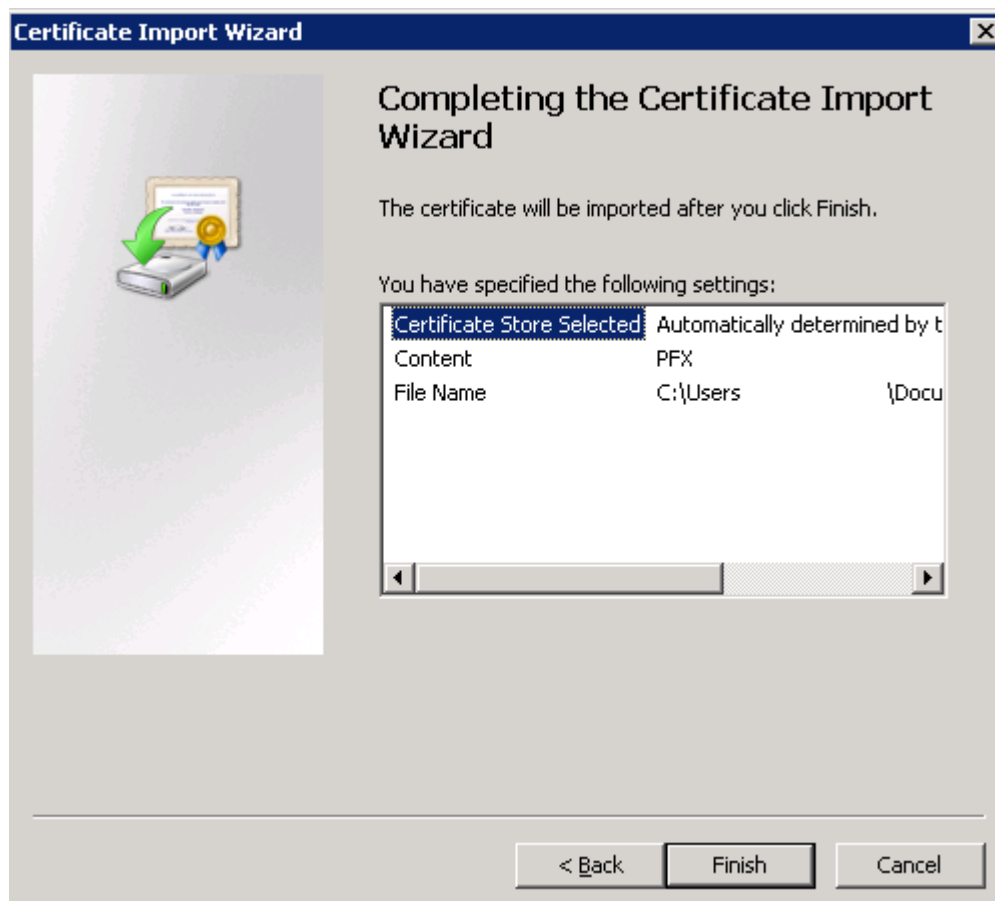 Certificate Import Wizard
Completing the Certificate Import
Wizard
The certificate will be imported after you click Finish.
You have specified the following settings:
Certificate Store Selected Automatically determined by t
Content PFX
File Name C:\Users \Docu
< Back Finish Cancel